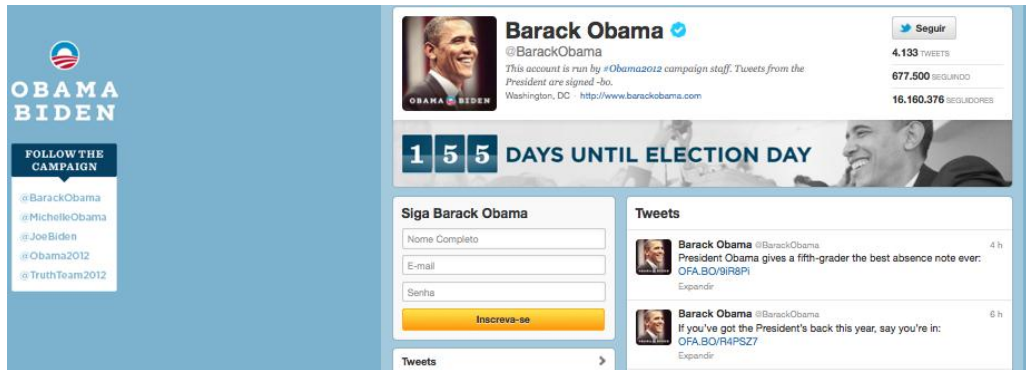 OBAMA
BIDEN
FOLLOW THE
CAMPAIGN
@BarackObama
@MichelleObama
@JoeBiden
@Obama2012
@TruthTeam2012
OBAMA BIDEN
Barack Obama
@BarackObama
This account is run by #Obama2012 campaign staff. Tweets from the
President are signed -bo.
Washington, DC · http://www.barackobama.com
Seguir
4.133 TWEETS
677.500 SEGUINDO
16.160.376 SEGUIDORES
155 DAYS UNTIL ELECTION DAY
Siga Barack Obama
Nome Completo
E-mail
Senha
Inscreva-se
Tweets
Tweets
Barack Obama @BarackObama 4 h
President Obama gives a fifth-grader the best absence note ever:
OFA.BO/9iR8Pi
Expandir
Barack Obama @BarackObama 6 h
If you've got the President's back this year, say you're in:
OFA.BO/R4PSZ7
Expandir